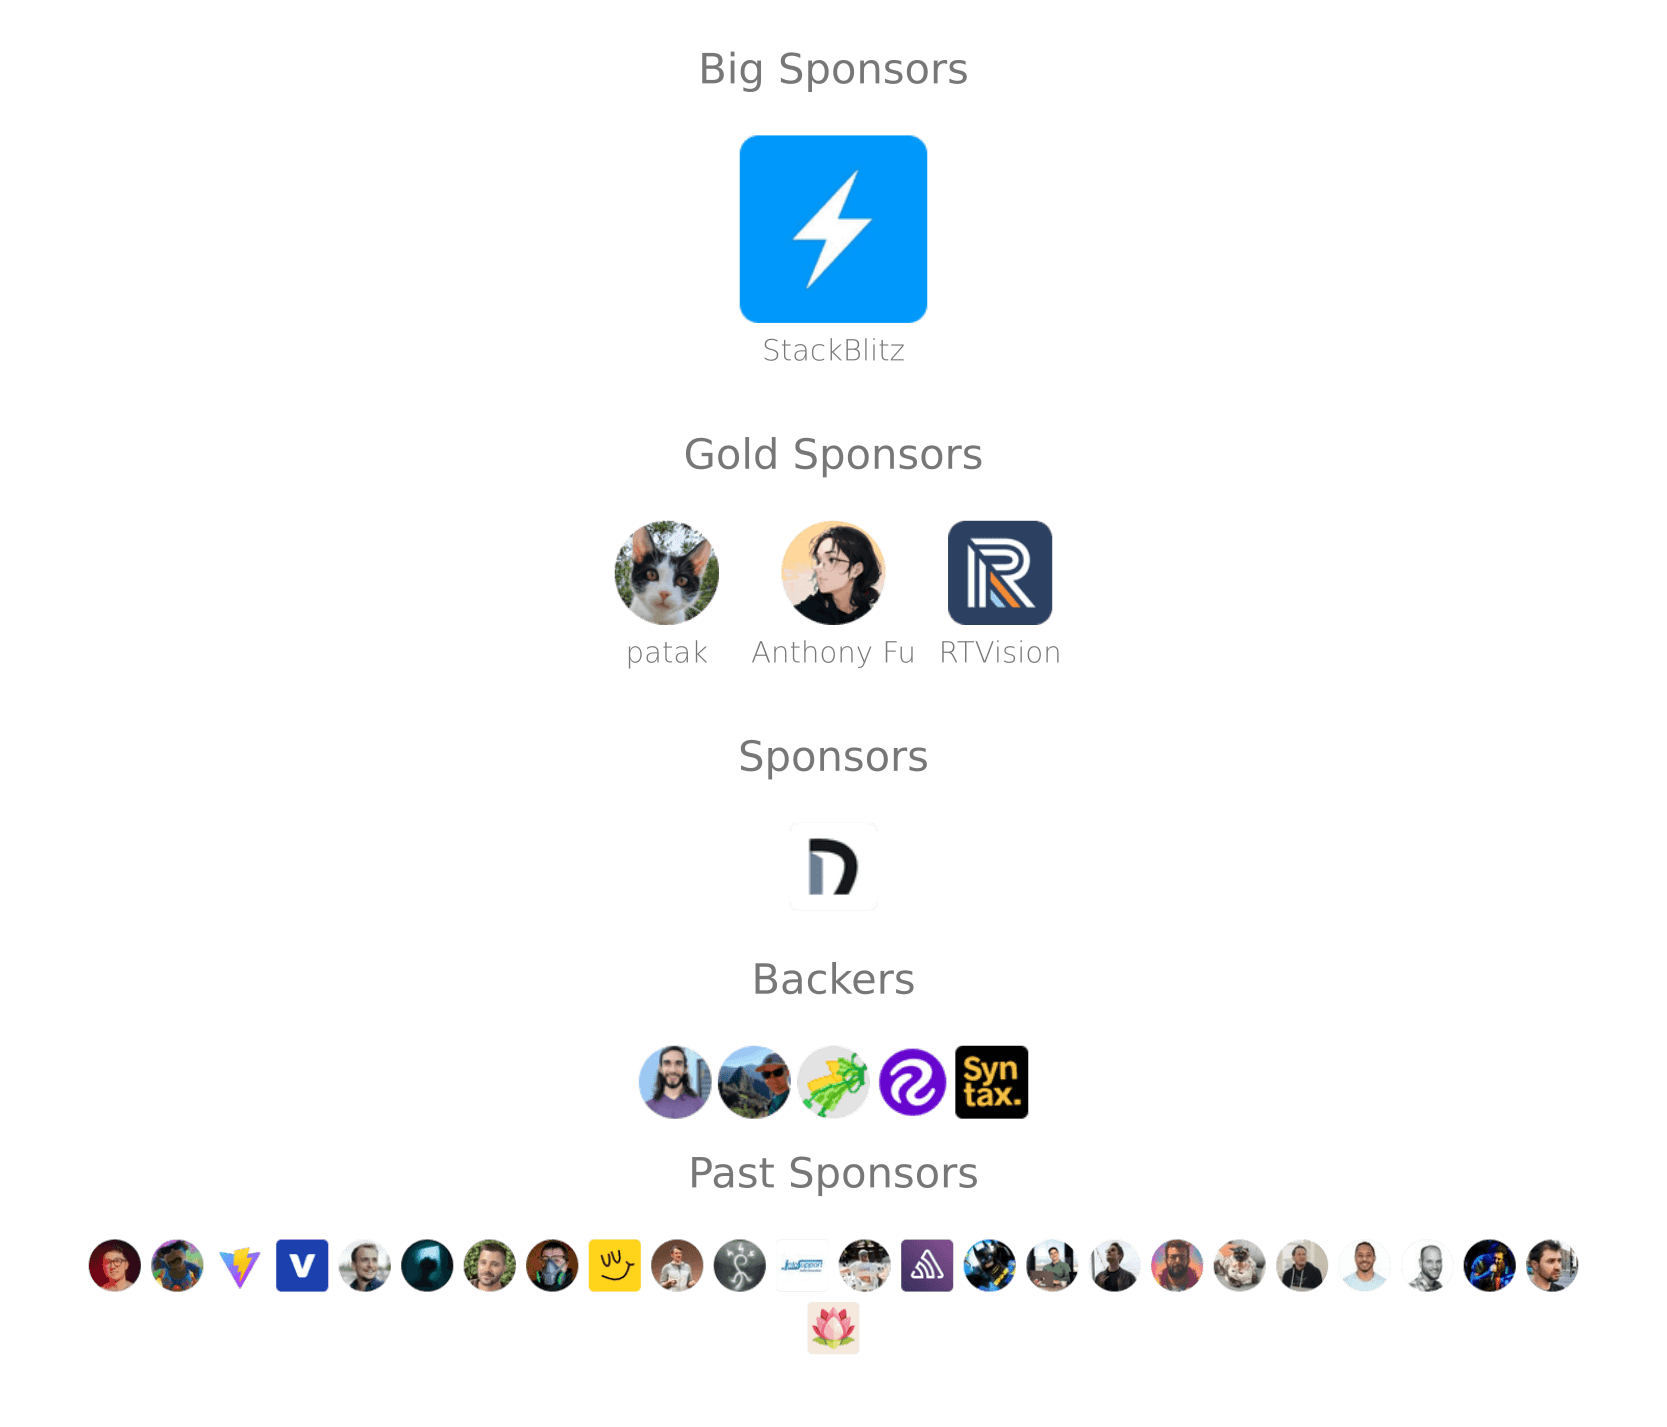 Big Sponsors
StackBlitz
Gold Sponsors
patak
Anthony Fu
RTVision
Sponsors
Backers
Syn
tax.
Past Sponsors
V